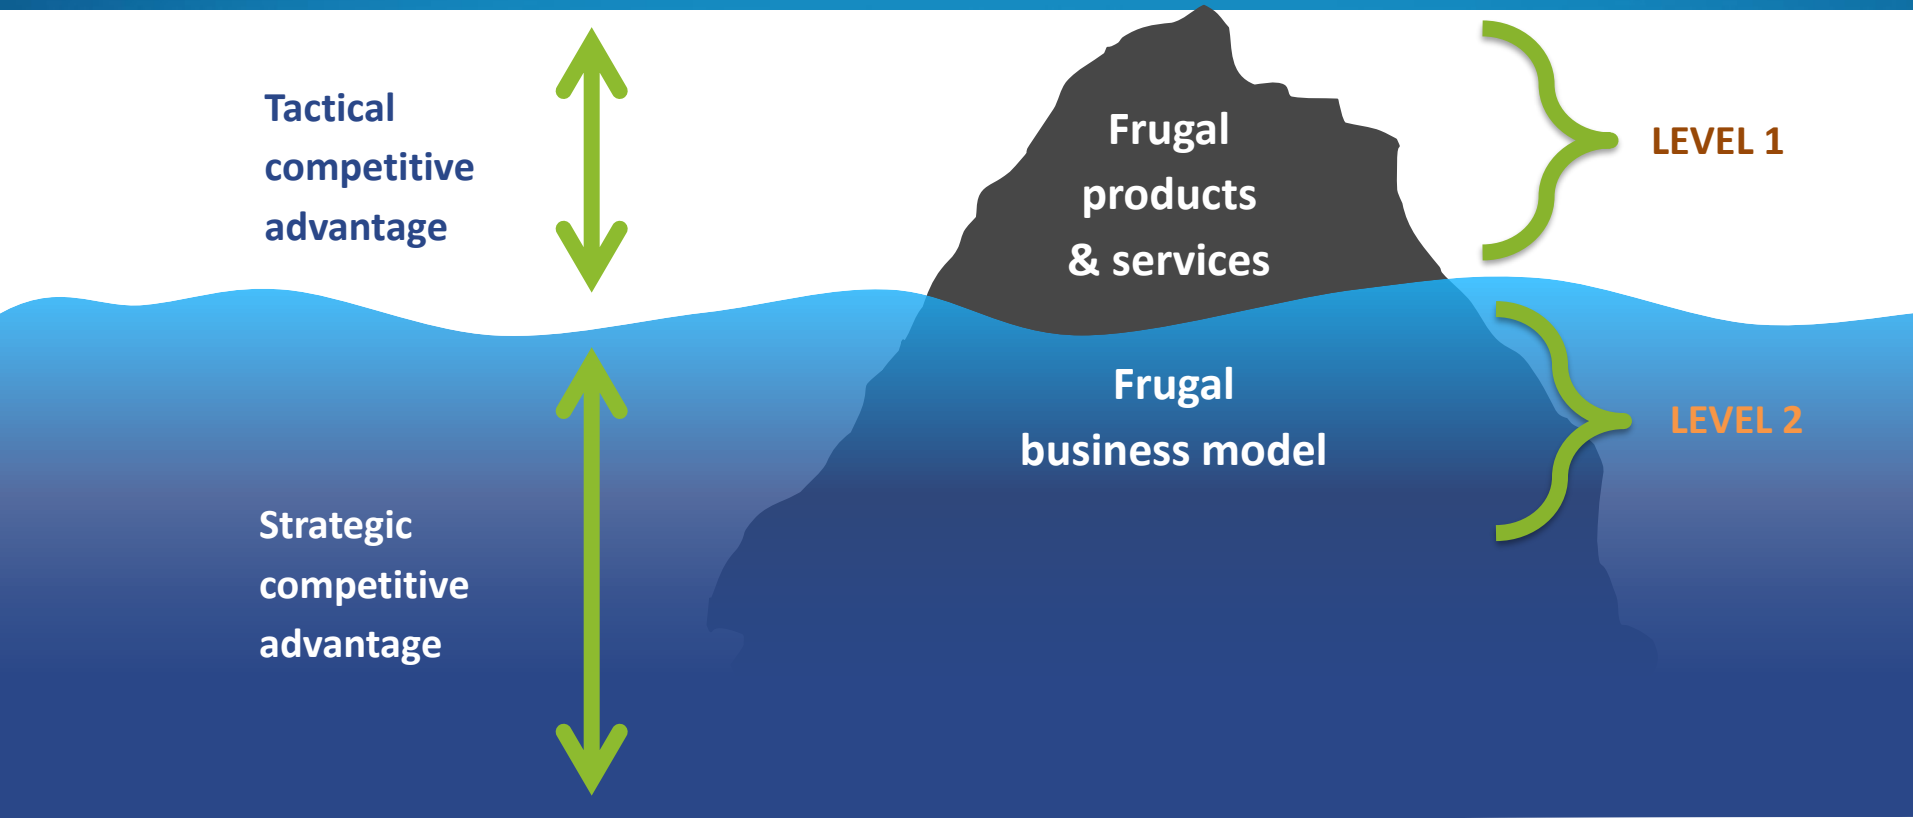 Tactical
competitive
advantage
Frugal
products
& services
LEVEL 1
Frugal
business model
LEVEL 2
Strategic
competitive
advantage